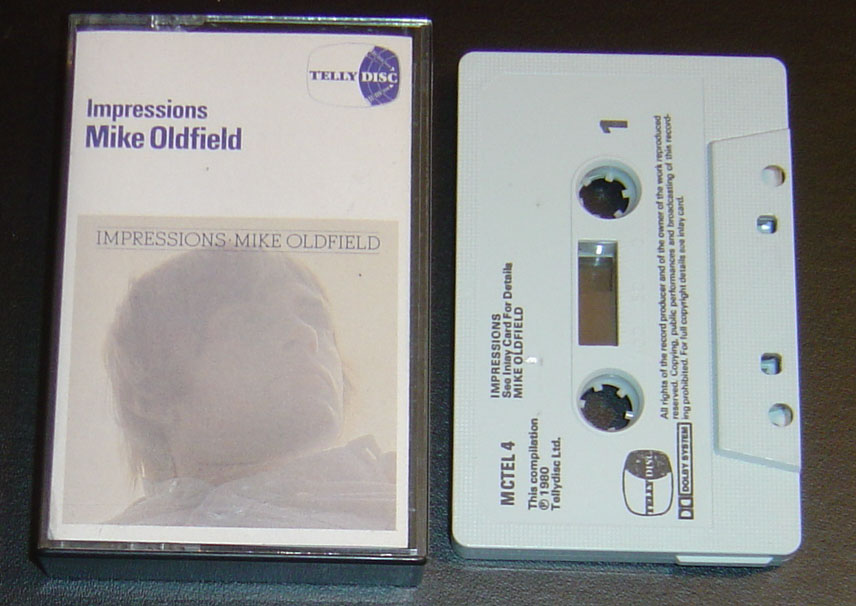 TELLY DISC
Impressions
Mike Oldfield
IMPRESSIONS·MIKE OLDFIELD
1
IMPRESSIONS
See Inlay Card For Details
MIKE OLDFIELD
MCTEL 4
This compilation
℗ 1980
Tellydisc Ltd.
All rights of the record producer and of the owner of the work reproduced
reserved. Copying, public performances and broadcasting of this record-
ing prohibited. For full copyright details see inlay card.
TELLY DISC
DOLBY SYSTEM